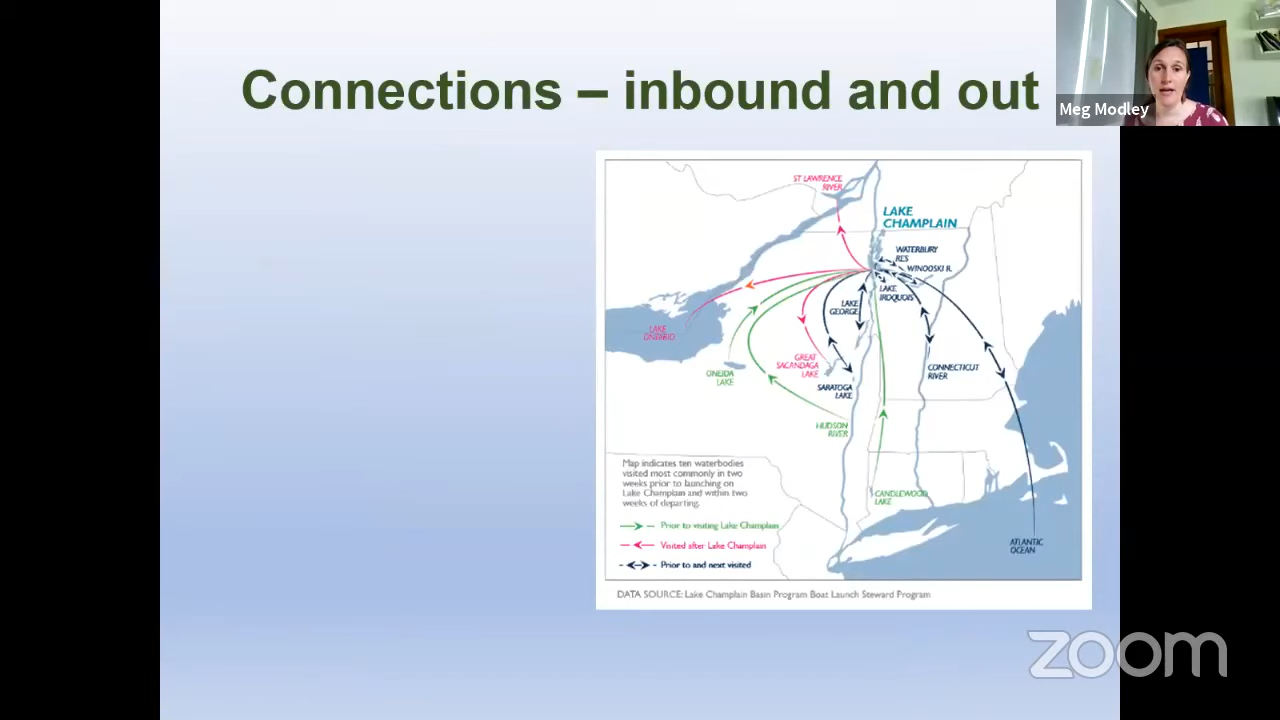 Connections – inbound and out
Meg Modley
ST LAWRENCE
RIVER
LAKE
CHAMPLAIN
WATERBURY
RES
WINOOSKI R.
LAKE
IROQUOIS
LAKE
GEORGE
LAKE
ONTARIO
GREAT
SACANDAGA
LAKE
ONEIDA
LAKE
SARATOGA
LAKE
CONNECTICUT
RIVER
HUDSON
RIVER
Map indicates ten waterbodies
visited most commonly in two
weeks prior to launching on
Lake Champlain and within two
weeks of departing.
CANDLEWOOD
LAKE
Prior to visiting Lake Champlain
Visited after Lake Champlain
Prior to and next visited
ATLANTIC
OCEAN
DATA SOURCE: Lake Champlain Basin Program Boat Launch Steward Program
zoom